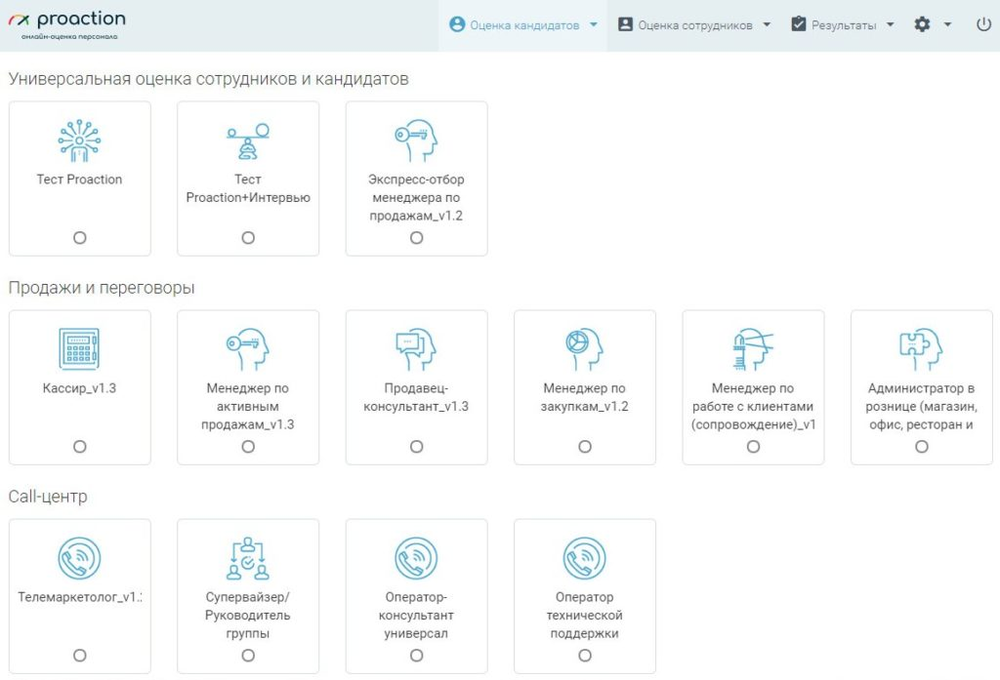 proaction
онлайн-оценка персонала
Оценка кандидатов
Оценка сотрудников
Результаты
Универсальная оценка сотрудников и кандидатов
Тест Proaction
Тест
Proaction+Интервью
Экспресс-отбор
менеджера по
продажам_v1.2
Продажи и переговоры
Кассир_v1.3
Менеджер по
активным
продажам_v1.3
Продавец-
консультант_v1.3
Менеджер по
закупкам_v1.2
Менеджер по
работе с клиентами
(сопровождение)_v1
Администратор в
рознице (магазин,
офис, ресторан и
Call-центр
Телемаркетолог_v1.
Супервайзер/
Руководитель
группы
Оператор-
консультант
универсал
Оператор
технической
поддержки